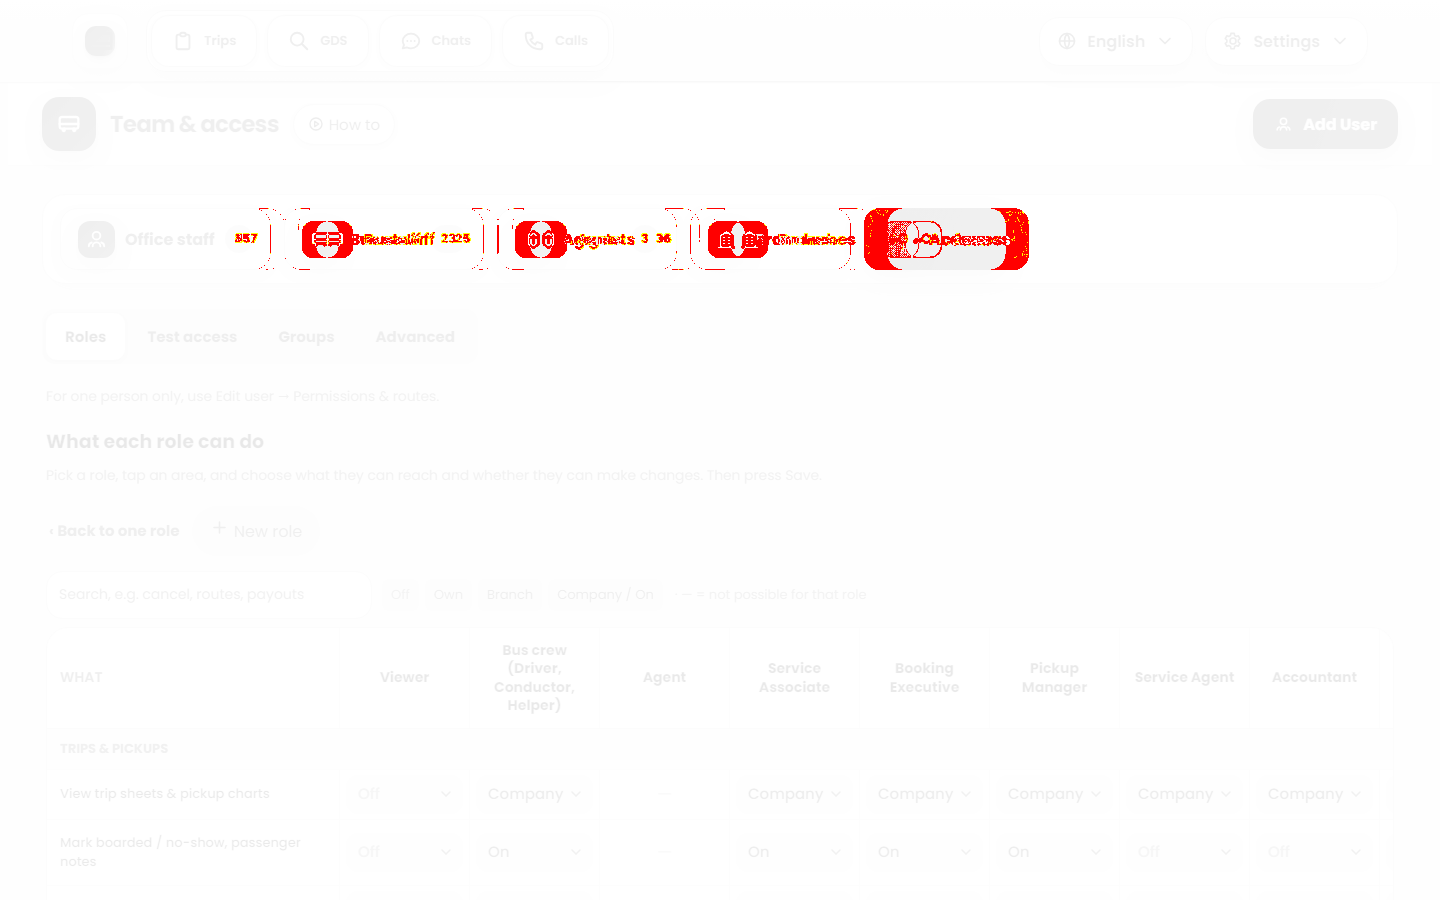 Trips GDS Chats Calls English Settings
Team & access How to Add User
Office staff
Roles Test access Groups Advanced
For one person only, use Edit user → Permissions & routes.
What each role can do
Pick a role, tap an area, and choose what they can reach and whether they can make changes. Then press Save.
‹ Back to one role + New role
Search, e.g. cancel, routes, payouts Off Own Branch Company / On · — = not possible for that role
WHAT Viewer Bus crew (Driver, Conductor, Helper) Agent Service Associate Booking Executive Pickup Manager Service Agent Accountant
TRIPS & PICKUPS
View trip sheets & pickup charts Off Company — Company Company Company Company Company
Mark boarded / no-show, passenger notes Off On — On On On Off Off